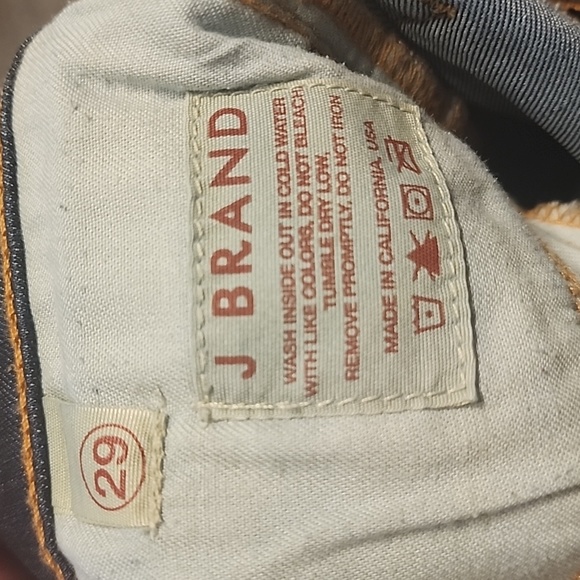 J BRAND
WASH INSIDE OUT IN COLD WATER
WITH LIKE COLORS, DO NOT BLEACH
TUMBLE DRY LOW.
REMOVE PROMPTLY, DO NOT IRON
MADE IN CALIFORNIA, USA
29